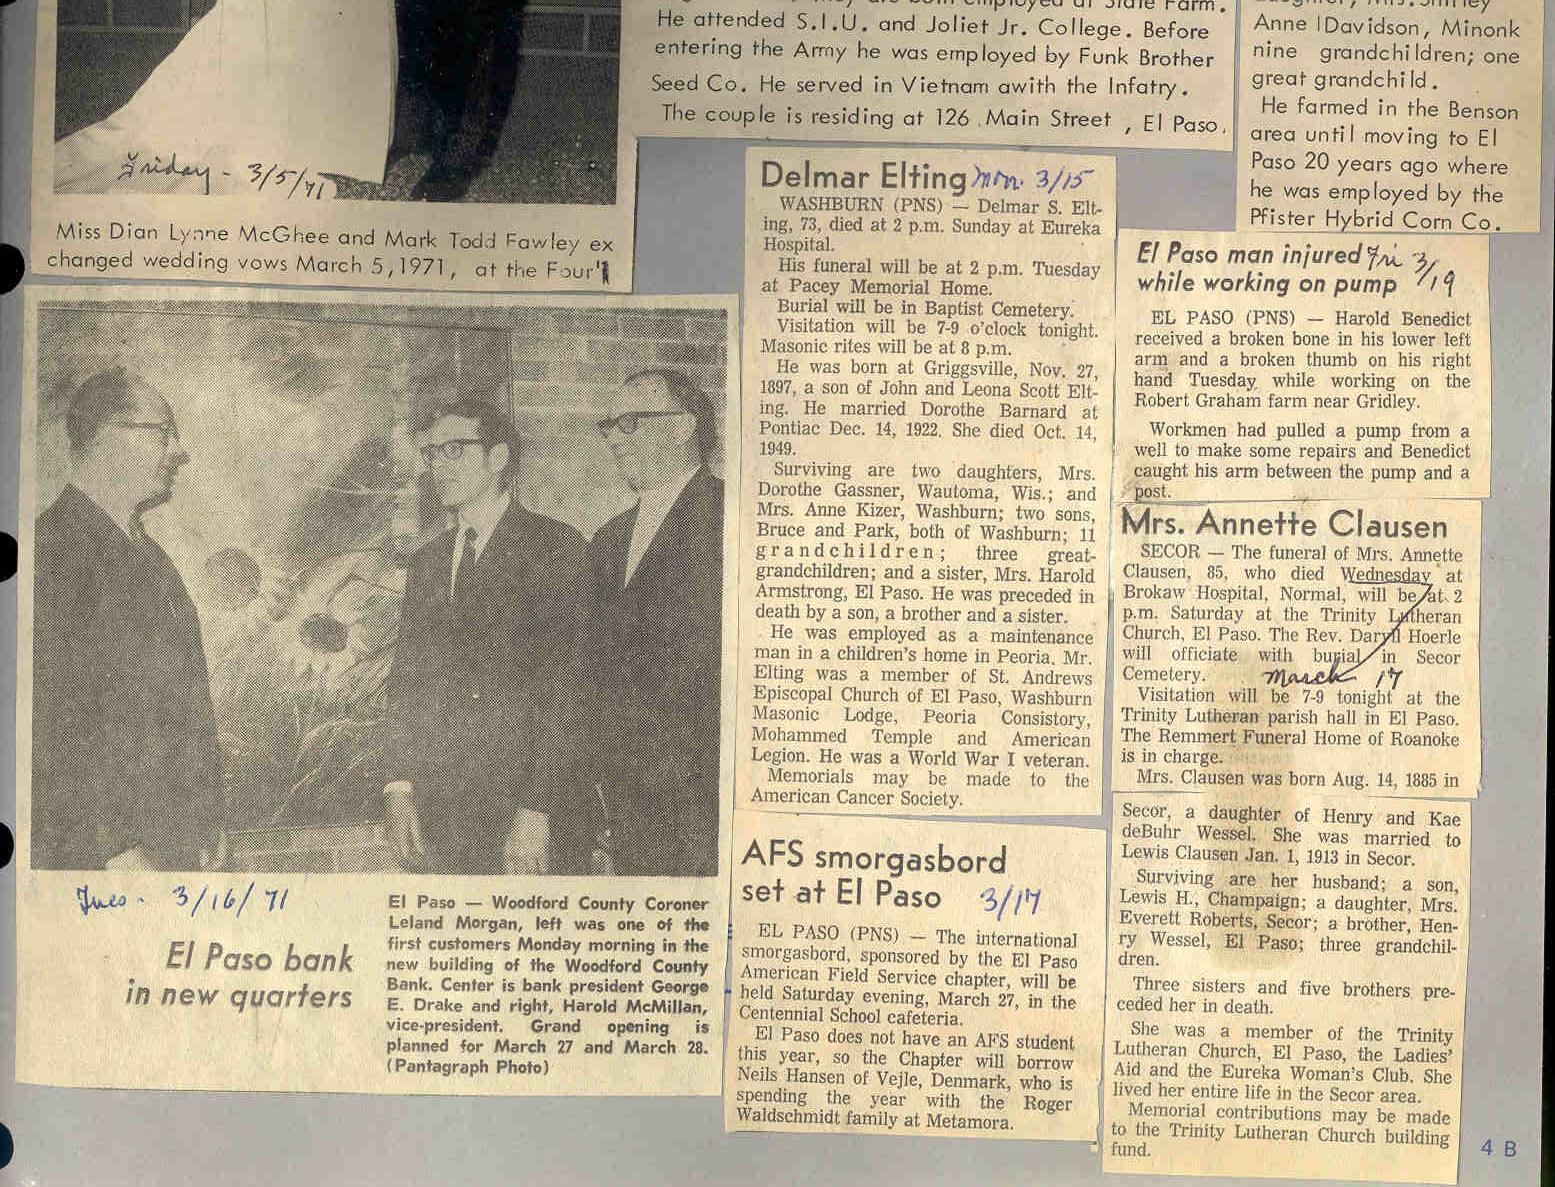 He attended S.I.U. and Joliet Jr. College. Before
entering the Army he was employed by Funk Brother
Seed Co. He served in Vietnam awith the Infatry.
The couple is residing at 126 Main Street , El Paso.
Anne Davidson, Minonk
nine grandchildren; one
great grandchild.
He farmed in the Benson
area until moving to El
Paso 20 years ago where
he was employed by the
Pfister Hybrid Corn Co.
Friday - 3/5/71
Miss Dian Lynne McGhee and Mark Todd Fawley ex
changed wedding vows March 5,1971, at the Four'
Tues - 3/16/71
El Paso bank
in new quarters
El Paso — Woodford County Coroner
Leland Morgan, left was one of the
first customers Monday morning in the
new building of the Woodford County
Bank. Center is bank president George
E. Drake and right, Harold McMillan,
vice-president. Grand opening is
planned for March 27 and March 28.
(Pantagraph Photo)
Delmar Elting Mon. 3/15
WASHBURN (PNS) — Delmar S. Elt-
ing, 73, died at 2 p.m. Sunday at Eureka
Hospital.
His funeral will be at 2 p.m. Tuesday
at Pacey Memorial Home.
Burial will be in Baptist Cemetery.
Visitation will be 7-9 o'clock tonight.
Masonic rites will be at 8 p.m.
He was born at Griggsville, Nov. 27,
1897, a son of John and Leona Scott Elt-
ing. He married Dorothe Barnard at
Pontiac Dec. 14, 1922. She died Oct. 14,
1949.
Surviving are two daughters, Mrs.
Dorothe Gassner, Wautoma, Wis.; and
Mrs. Anne Kizer, Washburn; two sons,
Bruce and Park, both of Washburn; 11
grandchildren; three great-
grandchildren; and a sister, Mrs. Harold
Armstrong, El Paso. He was preceded in
death by a son, a brother and a sister.
He was employed as a maintenance
man in a children's home in Peoria. Mr.
Elting was a member of St. Andrews
Episcopal Church of El Paso, Washburn
Masonic Lodge, Peoria Consistory,
Mohammed Temple and American
Legion. He was a World War I veteran.
Memorials may be made to the
American Cancer Society.
AFS smorgasbord
set at El Paso 3/17
EL PASO (PNS) — The international
smorgasbord, sponsored by the El Paso
American Field Service chapter, will be
held Saturday evening, March 27, in the
Centennial School cafeteria.
El Paso does not have an AFS student
this year, so the Chapter will borrow
Neils Hansen of Vejle, Denmark, who is
spending the year with the Roger
Waldschmidt family at Metamora.
El Paso man injured Fri 3/19
while working on pump
EL PASO (PNS) — Harold Benedict
received a broken bone in his lower left
arm and a broken thumb on his right
hand Tuesday while working on the
Robert Graham farm near Gridley.
Workmen had pulled a pump from a
well to make some repairs and Benedict
caught his arm between the pump and a
post.
Mrs. Annette Clausen
SECOR — The funeral of Mrs. Annette
Clausen, 85, who died Wednesday at
Brokaw Hospital, Normal, will be at 2
p.m. Saturday at the Trinity Lutheran
Church, El Paso. The Rev. Daryl Hoerle
will officiate with burial in Secor
Cemetery. March 17
Visitation will be 7-9 tonight at the
Trinity Lutheran parish hall in El Paso.
The Remmert Funeral Home of Roanoke
is in charge.
Mrs. Clausen was born Aug. 14, 1885 in
Secor, a daughter of Henry and Kae
deBuhr Wessel. She was married to
Lewis Clausen Jan. 1, 1913 in Secor.
Surviving are her husband; a son,
Lewis H., Champaign; a daughter, Mrs.
Everett Roberts, Secor; a brother, Hen-
ry Wessel, El Paso; three grandchil-
dren.
Three sisters and five brothers pre-
ceded her in death.
She was a member of the Trinity
Lutheran Church, El Paso, the Ladies'
Aid and the Eureka Woman's Club. She
lived her entire life in the Secor area.
Memorial contributions may be made
to the Trinity Lutheran Church building
fund.
4 B